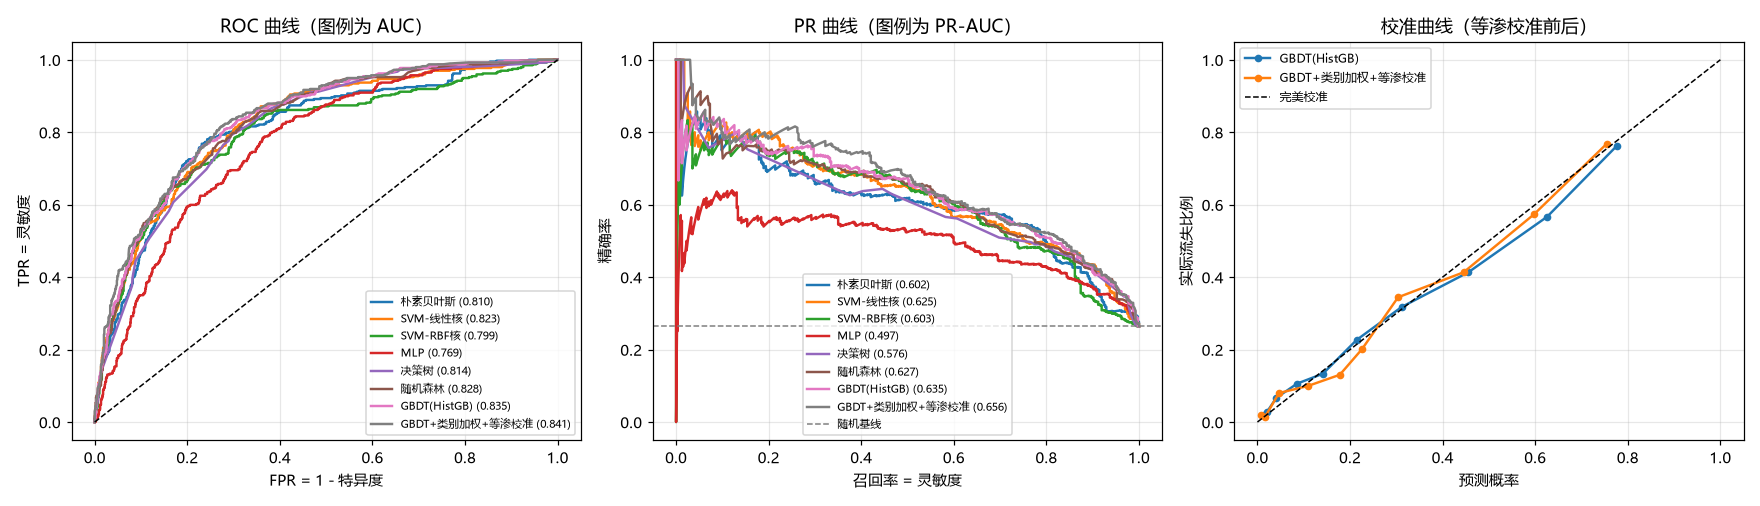 ROC 曲线（图例为 AUC）
TPR = 灵敏度
1.0
0.8
0.6
0.4
0.2
0.0
朴素贝叶斯 (0.810)
SVM-线性核 (0.823)
SVM-RBF核 (0.799)
MLP (0.769)
决策树 (0.814)
随机森林 (0.828)
GBDT(HistGB) (0.835)
GBDT+类别加权+等渗校准 (0.841)
0.0 0.2 0.4 0.6 0.8 1.0
FPR = 1 - 特异度
PR 曲线（图例为 PR-AUC）
精确率
1.0
0.8
0.6
0.4
0.2
0.0
朴素贝叶斯 (0.602)
SVM-线性核 (0.625)
SVM-RBF核 (0.603)
MLP (0.497)
决策树 (0.576)
随机森林 (0.627)
GBDT(HistGB) (0.635)
GBDT+类别加权+等渗校准 (0.656)
随机基线
0.0 0.2 0.4 0.6 0.8 1.0
召回率 = 灵敏度
校准曲线（等渗校准前后）
实际流失比例
1.0
0.8
0.6
0.4
0.2
0.0
GBDT(HistGB)
GBDT+类别加权+等渗校准
完美校准
0.0 0.2 0.4 0.6 0.8 1.0
预测概率